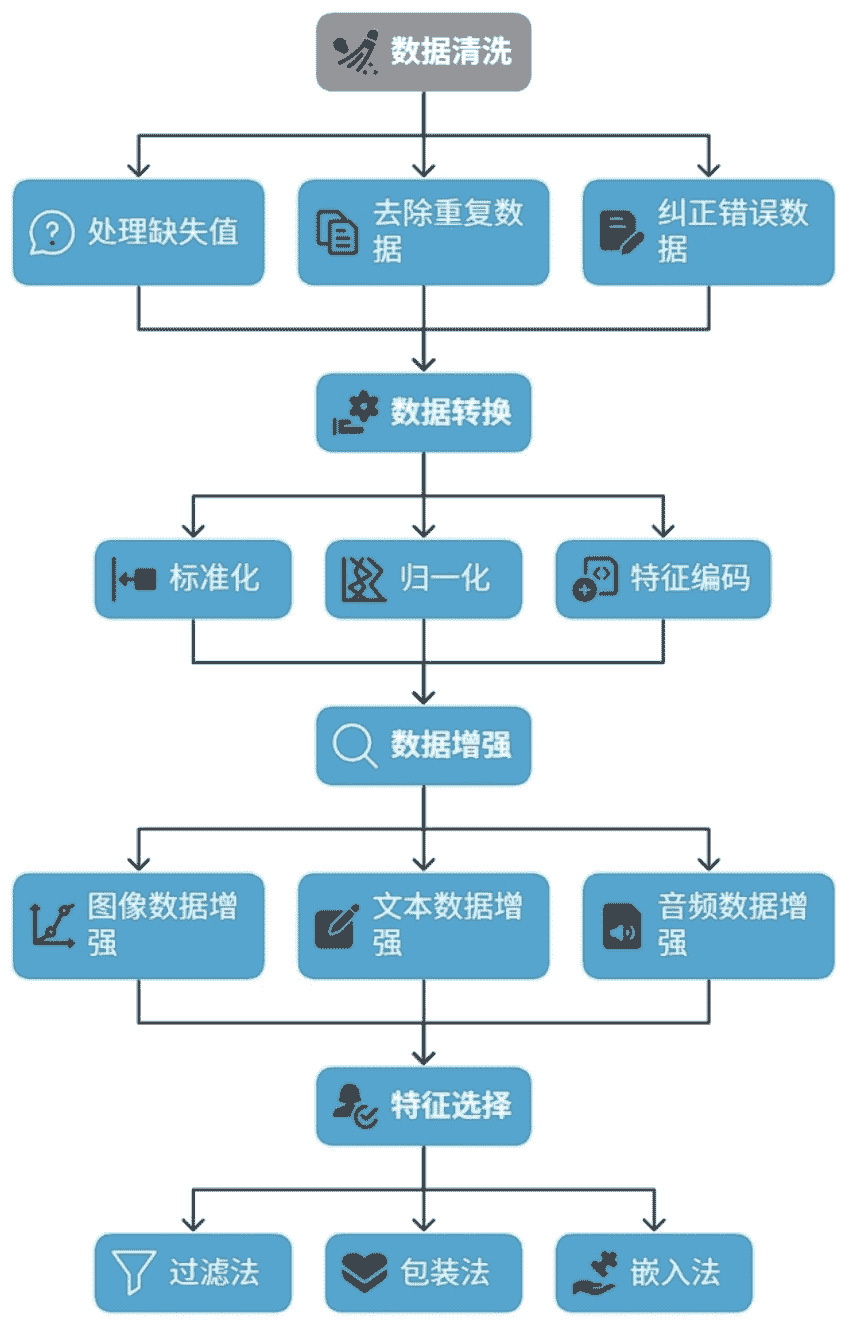 数据清洗
处理缺失值
去除重复数
据
纠正错误数
据
数据转换
标准化
归一化
特征编码
数据增强
图像数据增
强
文本数据增
强
音频数据增
强
特征选择
过滤法
包装法
嵌入法